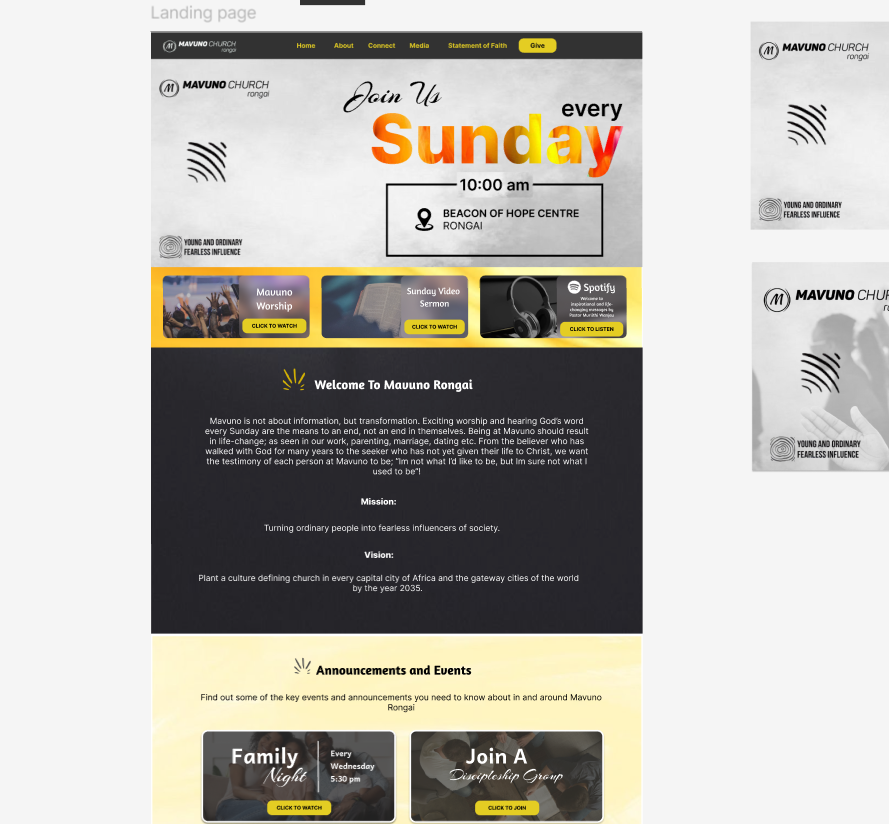 Landing page
MAVUNO CHURCH
rongai
Home
About
Connect
Media
Statement of Faith
Give
MAVUNO CHURCH
rongai
Join Us
every
Sunday
10:00 am
BEACON OF HOPE CENTRE
RONGAI
YOUNG AND ORDINARY
FEARLESS INFLUENCE
Mavuno
Worship
CLICK TO WATCH
Sunday Video
Sermon
CLICK TO WATCH
Spotify
Welcome to
inspirational and life-
changing messages by
Pastor Murithi Wanjau
CLICK TO LISTEN
Welcome To Mavuno Rongai
Mavuno is not about information, but transformation. Exciting worship and hearing God's word
every Sunday are the means to an end, not an end in themselves. Being at Mavuno should result
in life-change; as seen in our work, parenting, marriage, dating etc. From the believer who has
walked with God for many years to the seeker who has not yet given their life to Christ, we want
the testimony of each person at Mavuno to be; "Im not what I'd like to be, but Im sure not what I
used to be"!
Mission:
Turning ordinary people into fearless influencers of society.
Vision:
Plant a culture defining church in every capital city of Africa and the gateway cities of the world
by the year 2035.
Announcements and Events
Find out some of the key events and announcements you need to know about in and around Mavuno
Rongai
Family
Night
Every
Wednesday
5:30 pm
CLICK TO WATCH
Join A
Discipleship Group
CLICK TO JOIN
MAVUNO CHURCH
rongai
YOUNG AND ORDINARY
FEARLESS INFLUENCE
MAVUNO CHUR
ro
YOUNG AND ORDINARY
FEARLESS INFLUENCE